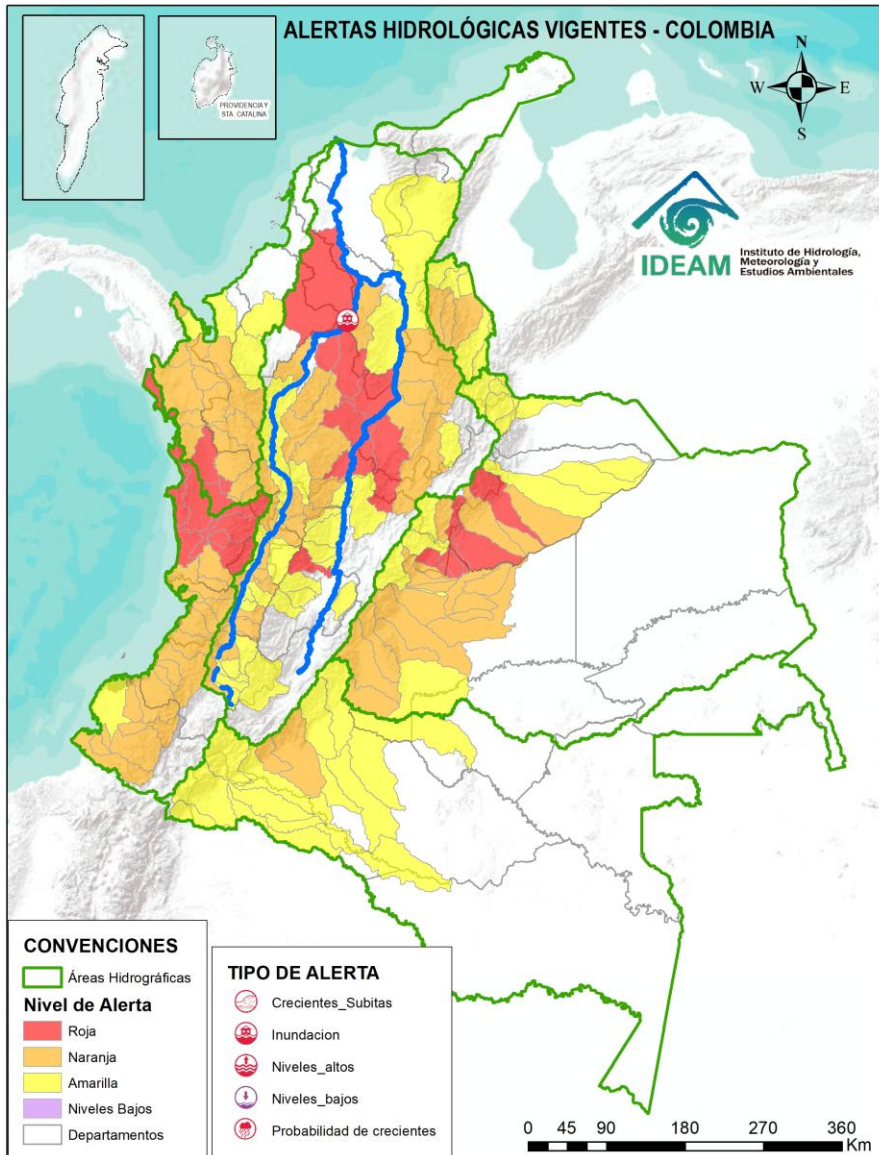 ALERTAS HIDROLÓGICAS VIGENTES - COLOMBIA
PROVIDENCIA Y
STA. CATALINA
N
W
E
S
IDEAM
Instituto de Hidrología,
Meteorología y
Estudios Ambientales
CONVENCIONES
Áreas Hidrográficas
Nivel de Alerta
Roja
Naranja
Amarilla
Niveles Bajos
Departamentos
TIPO DE ALERTA
Crecientes_Subitas
Inundacion
Niveles_altos
Niveles_bajos
Probabilidad de crecientes
0 45 90 180 270 360
Km